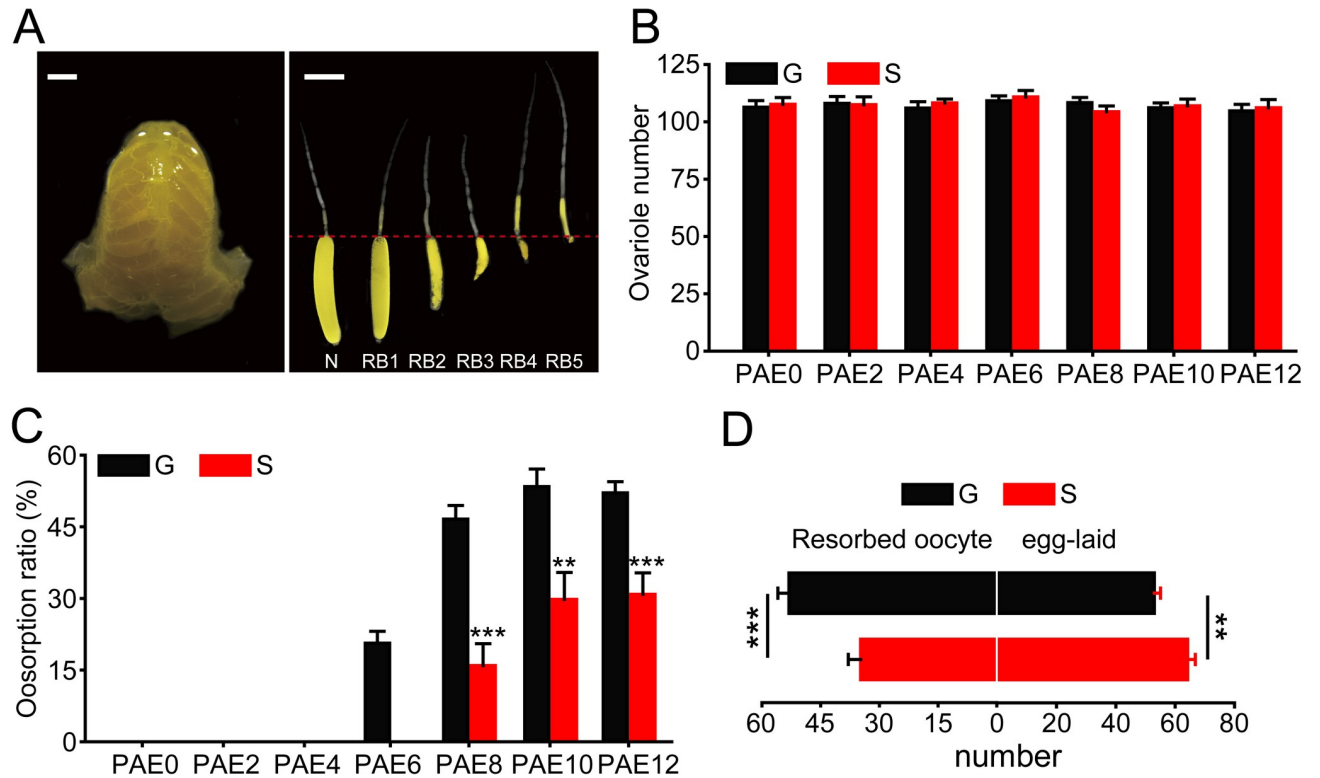 A
N RB1 RB2 RB3 RB4 RB5
B
Ovariole number
125
100
75
50
25
0
G S
PAE0 PAE2 PAE4 PAE6 PAE8 PAE10 PAE12
C
Oosorption ratio (%)
60
45
30
15
0
G S
***
**
***
PAE0 PAE2 PAE4 PAE6 PAE8 PAE10 PAE12
D
G S
Resorbed oocyte egg-laid
***
**
60 45 30 15 0 20 40 60 80
number